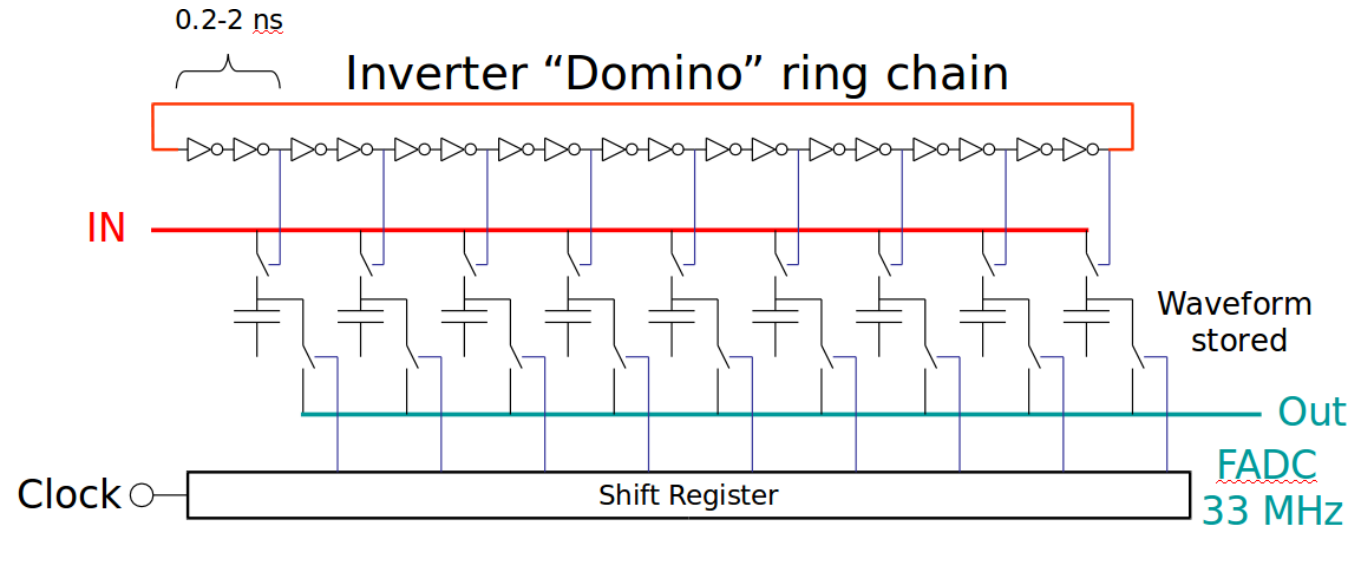 0.2-2 ns
Inverter “Domino” ring chain
IN
Waveform
stored
Out
Clock
Shift Register
FADC
33 MHz